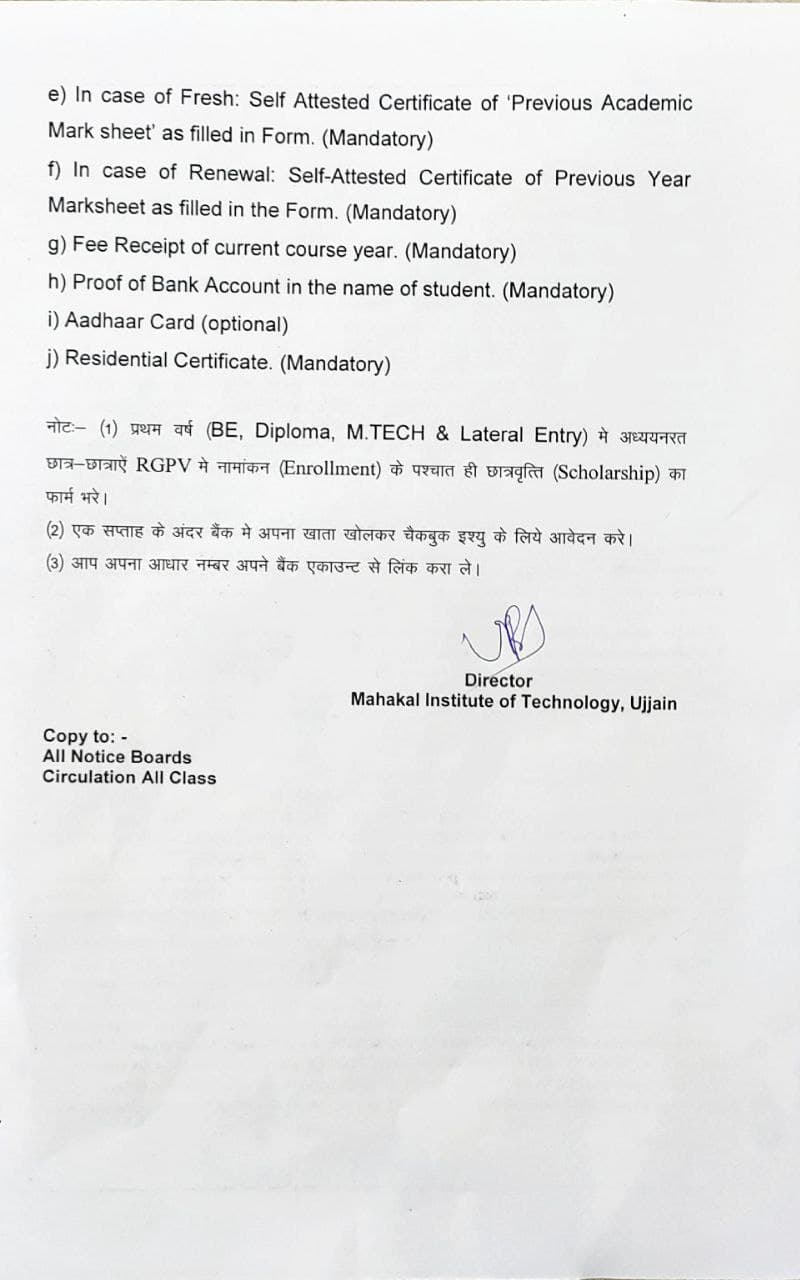 e) In case of Fresh: Self Attested Certificate of ‘Previous Academic
Mark sheet’ as filled in Form. (Mandatory)
f) In case of Renewal: Self-Attested Certificate of Previous Year
Marksheet as filled in the Form. (Mandatory)
g) Fee Receipt of current course year. (Mandatory)
h) Proof of Bank Account in the name of student. (Mandatory)
i) Aadhaar Card (optional)
j) Residential Certificate. (Mandatory)
नोटः– (1) प्रथम वर्ष (BE, Diploma, M.TECH & Lateral Entry) मे अध्ययनरत
छात्र–छात्राऐं RGPV मे नामांकन (Enrollment) के पश्चात ही छात्रवृत्ति (Scholarship) का
फार्म भरे।
(2) एक सप्ताह के अंदर बैंक मे अपना खाता खोलकर चैकबुक इश्यु के लिये आवेदन करे।
(3) आप अपना आधार नम्बर अपने बैंक एकाउन्ट से लिंक करा ले।
Director
Mahakal Institute of Technology, Ujjain
Copy to: -
All Notice Boards
Circulation All Class